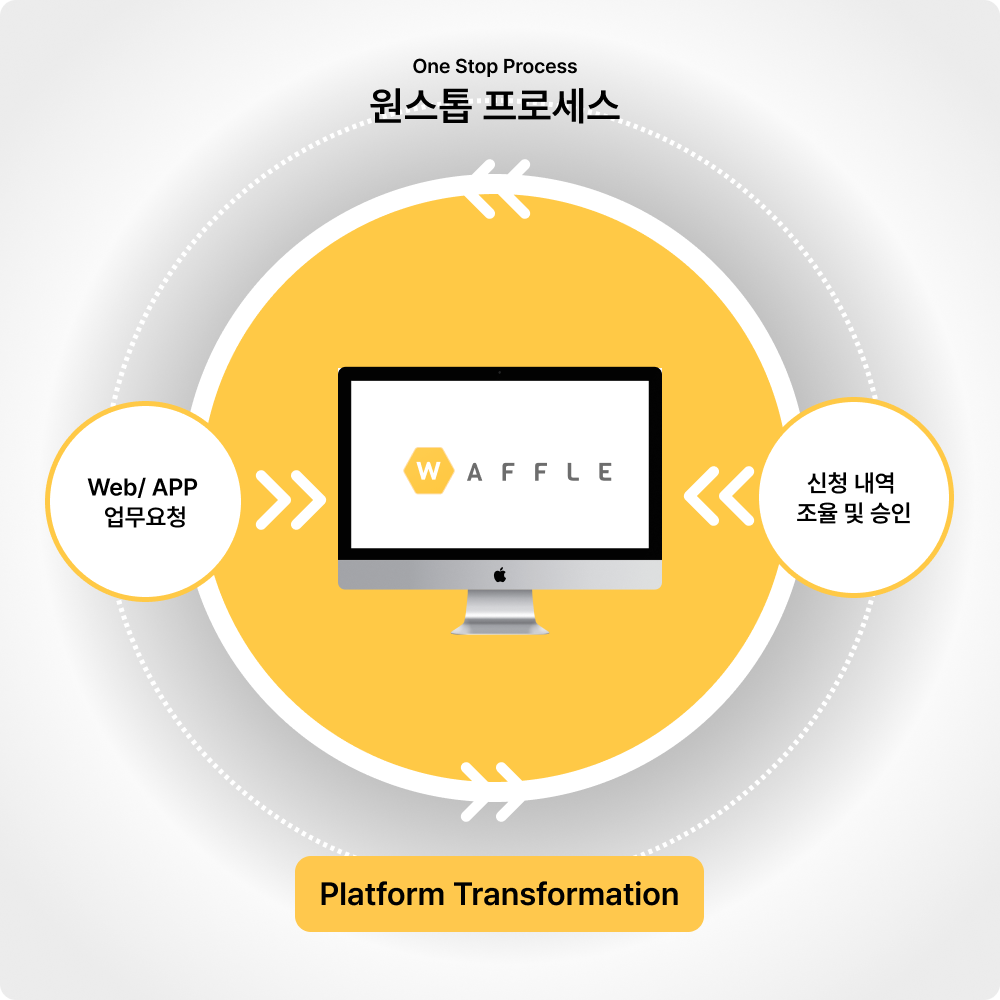 One Stop Process
원스톱 프로세스
Web/ APP
업무요청
W AFFLE
신청 내역
조율 및 승인
Platform Transformation